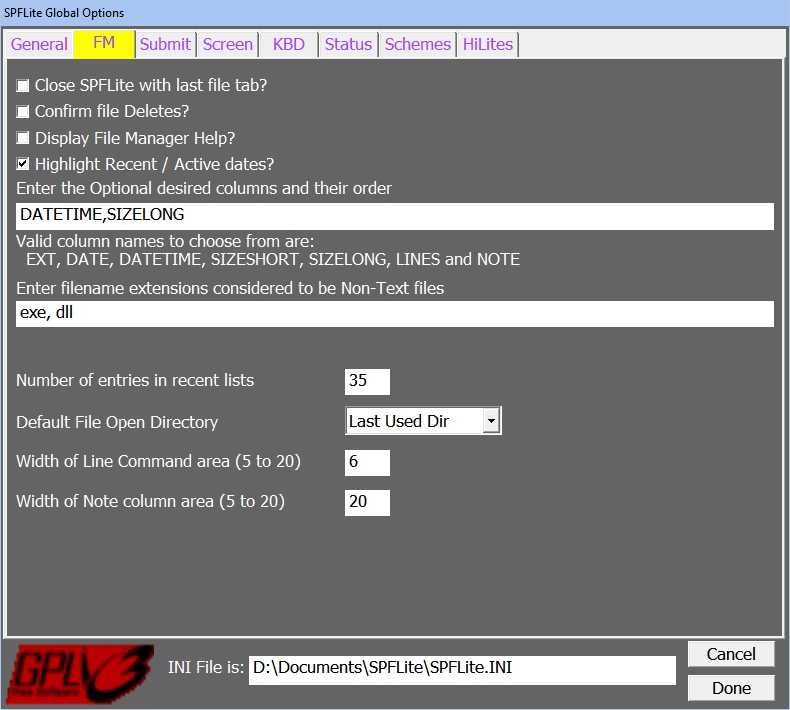 SPFLite Global Options
General FM Submit Screen KBD Status Schemes HiLites
Close SPFLite with last file tab?
Confirm file Deletes?
Display File Manager Help?
Highlight Recent / Active dates?
Enter the Optional desired columns and their order
DATETIME,SIZELONG
Valid column names to choose from are:
EXT, DATE, DATETIME, SIZESHORT, SIZELONG, LINES and NOTE
Enter filename extensions considered to be Non-Text files
exe, dll
Number of entries in recent lists 35
Default File Open Directory Last Used Dir
Width of Line Command area (5 to 20) 6
Width of Note column area (5 to 20) 20
GPL v3
Free Software
INI File is: D:\Documents\SPFLite\SPFLite.INI
Cancel
Done